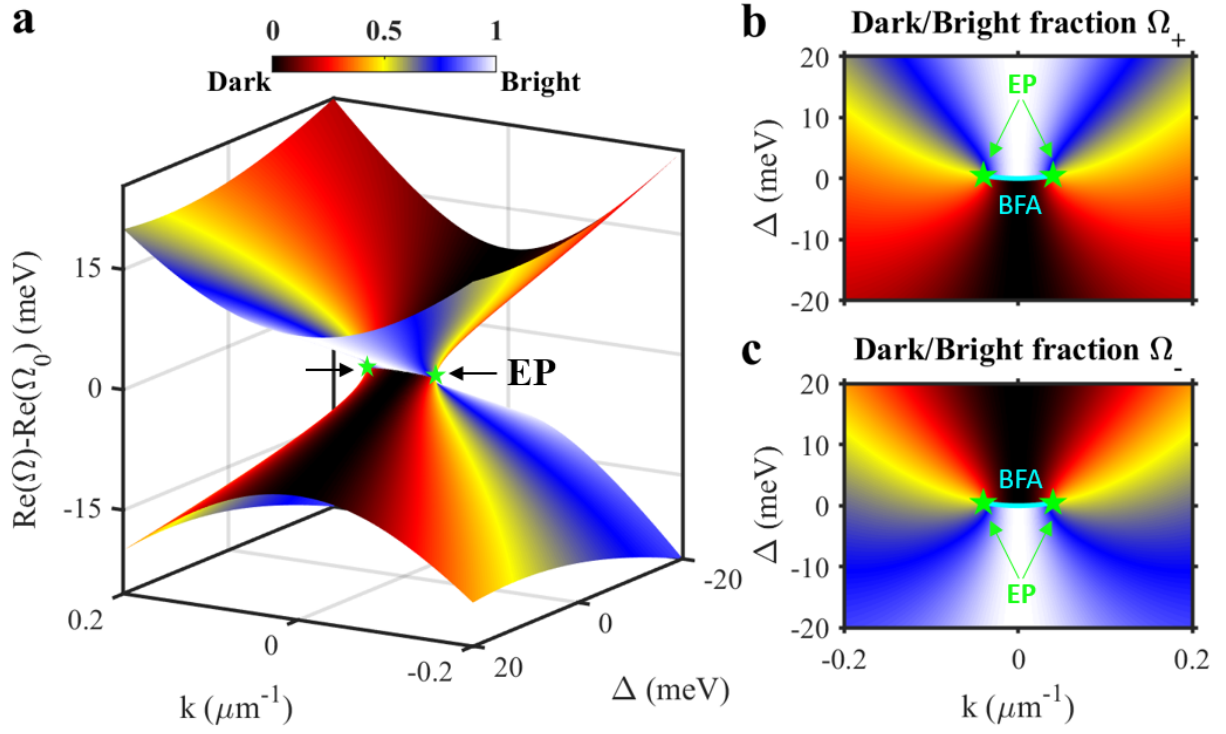 a
0 0.5 1
Dark Bright
Re(Ω)-Re(Ω₀) (meV)
15
0
-15
EP
0.2
0
-0.2
k (μm⁻¹)
20
0
-20
Δ (meV)
b
Dark/Bright fraction Ω₊
20
10
0
-10
-20
Δ (meV)
EP
BFA
c
Dark/Bright fraction Ω₋
20
10
0
-10
-20
Δ (meV)
BFA
EP
-0.2 0 0.2
k (μm⁻¹)